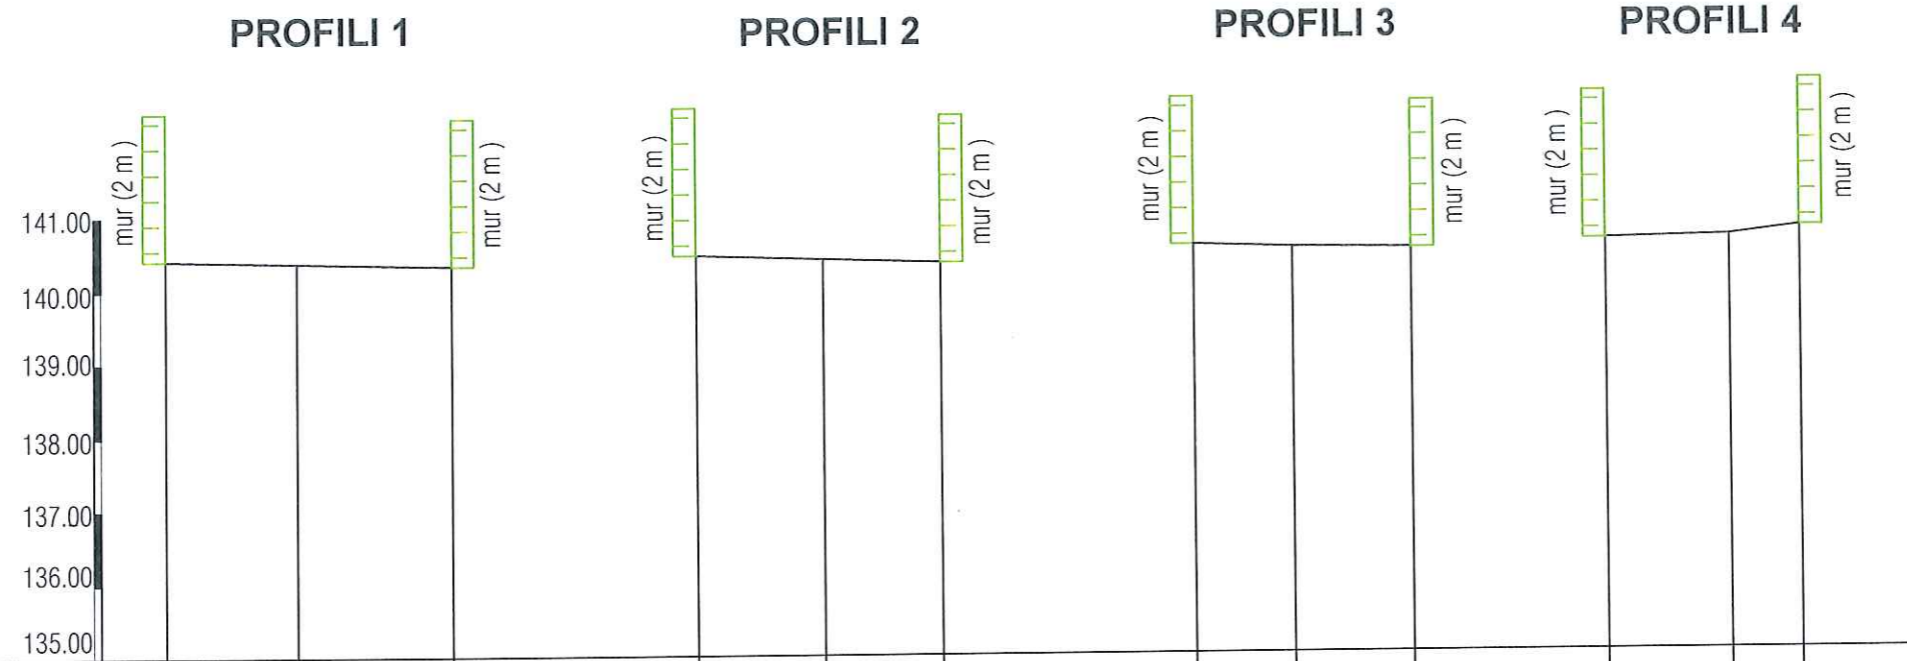 PROFILI 1
PROFILI 2
PROFILI 3
PROFILI 4
mur (2 m )
mur (2 m )
mur (2 m )
mur (2 m )
mur (2 m )
mur (2 m )
mur (2 m )
mur (2 m )
141.00
140.00
139.00
138.00
137.00
136.00
135.00